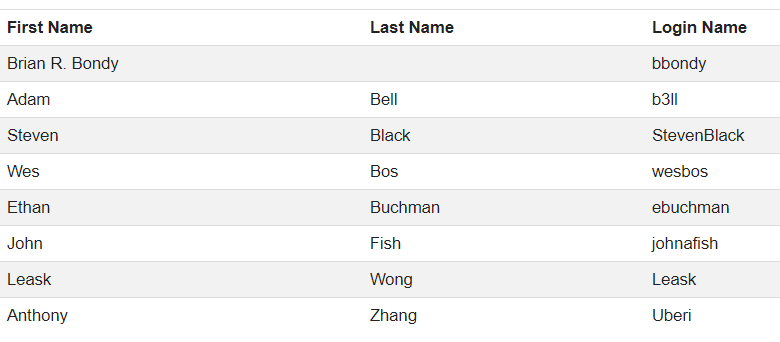 First Name Last Name Login Name
Brian R. Bondy bbondy
Adam Bell b3ll
Steven Black StevenBlack
Wes Bos wesbos
Ethan Buchman ebuchman
John Fish johnafish
Leask Wong Leask
Anthony Zhang Uberi